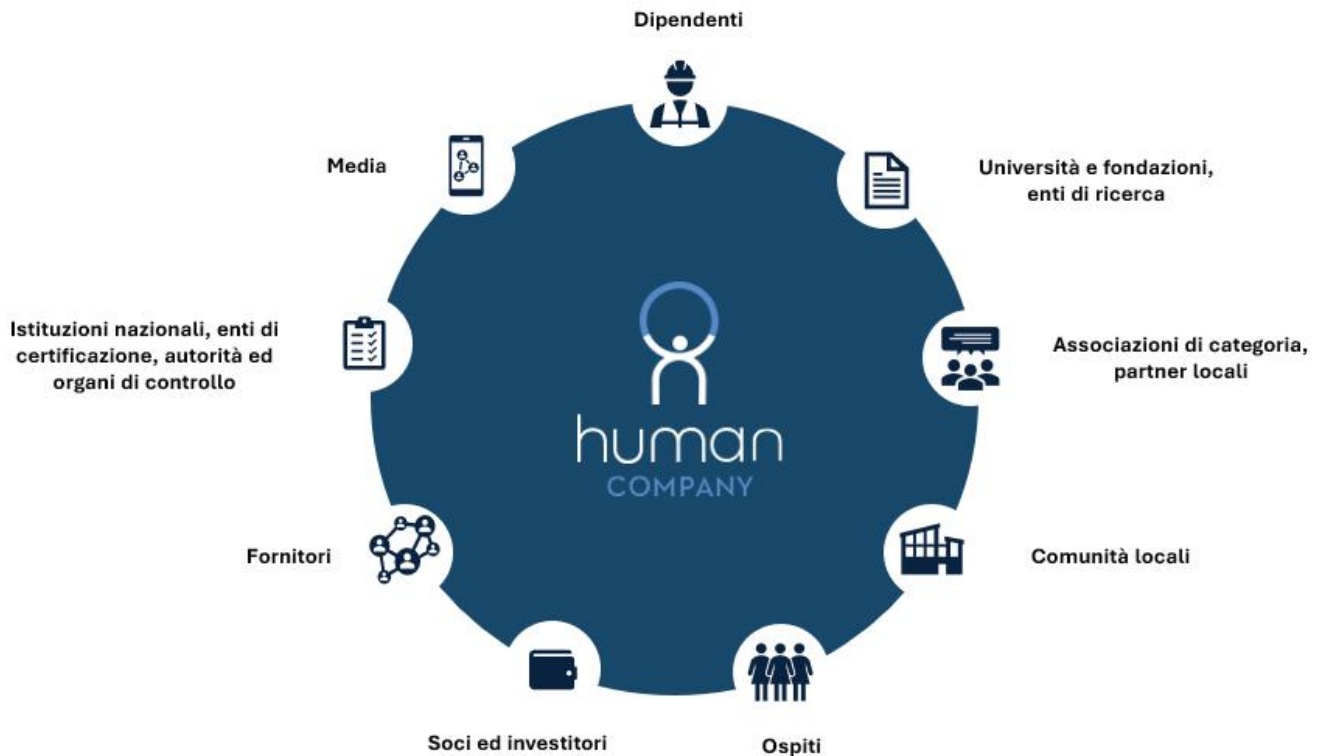 Dipendenti
Media
Università e fondazioni,
enti di ricerca
Istituzioni nazionali, enti di
certificazione, autorità ed
organi di controllo
Associazioni di categoria,
partner locali
human
COMPANY
Fornitori
Comunità locali
Soci ed investitori
Ospiti